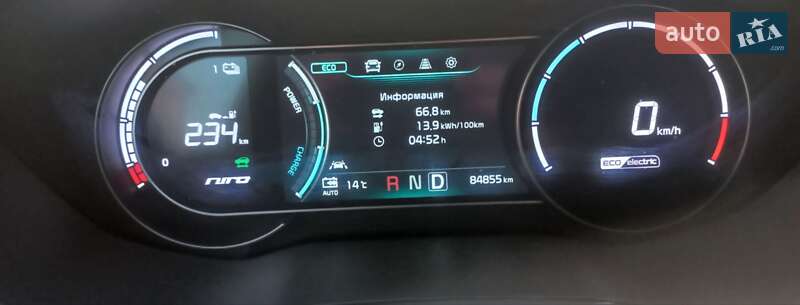 auto RIA.com
1
234 km
0
niro
POWER
CHARGE
ECO
Информация
66.8 km
13.9 kWh/100km
04:52 h
AUTO
14°C
R N D
84855 km
0 km/h
ECO electric